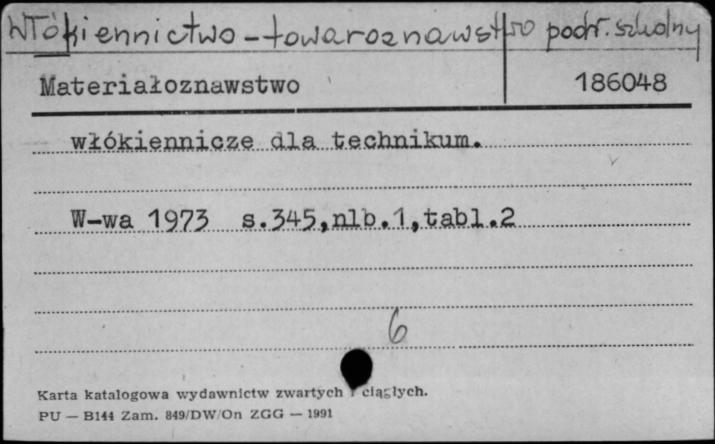 Włókiennictwo - towaroznawstwo podr. szkolny
Materiałoznawstwo 186048
włókiennicze dla technikum.
W-wa 1973 s.345,nlb.1,tabl.2
6
Karta katalogowa wydawnictw zwartych i ciągłych.
PU — B144 Zam. 849/DW/On ZGG — 1991